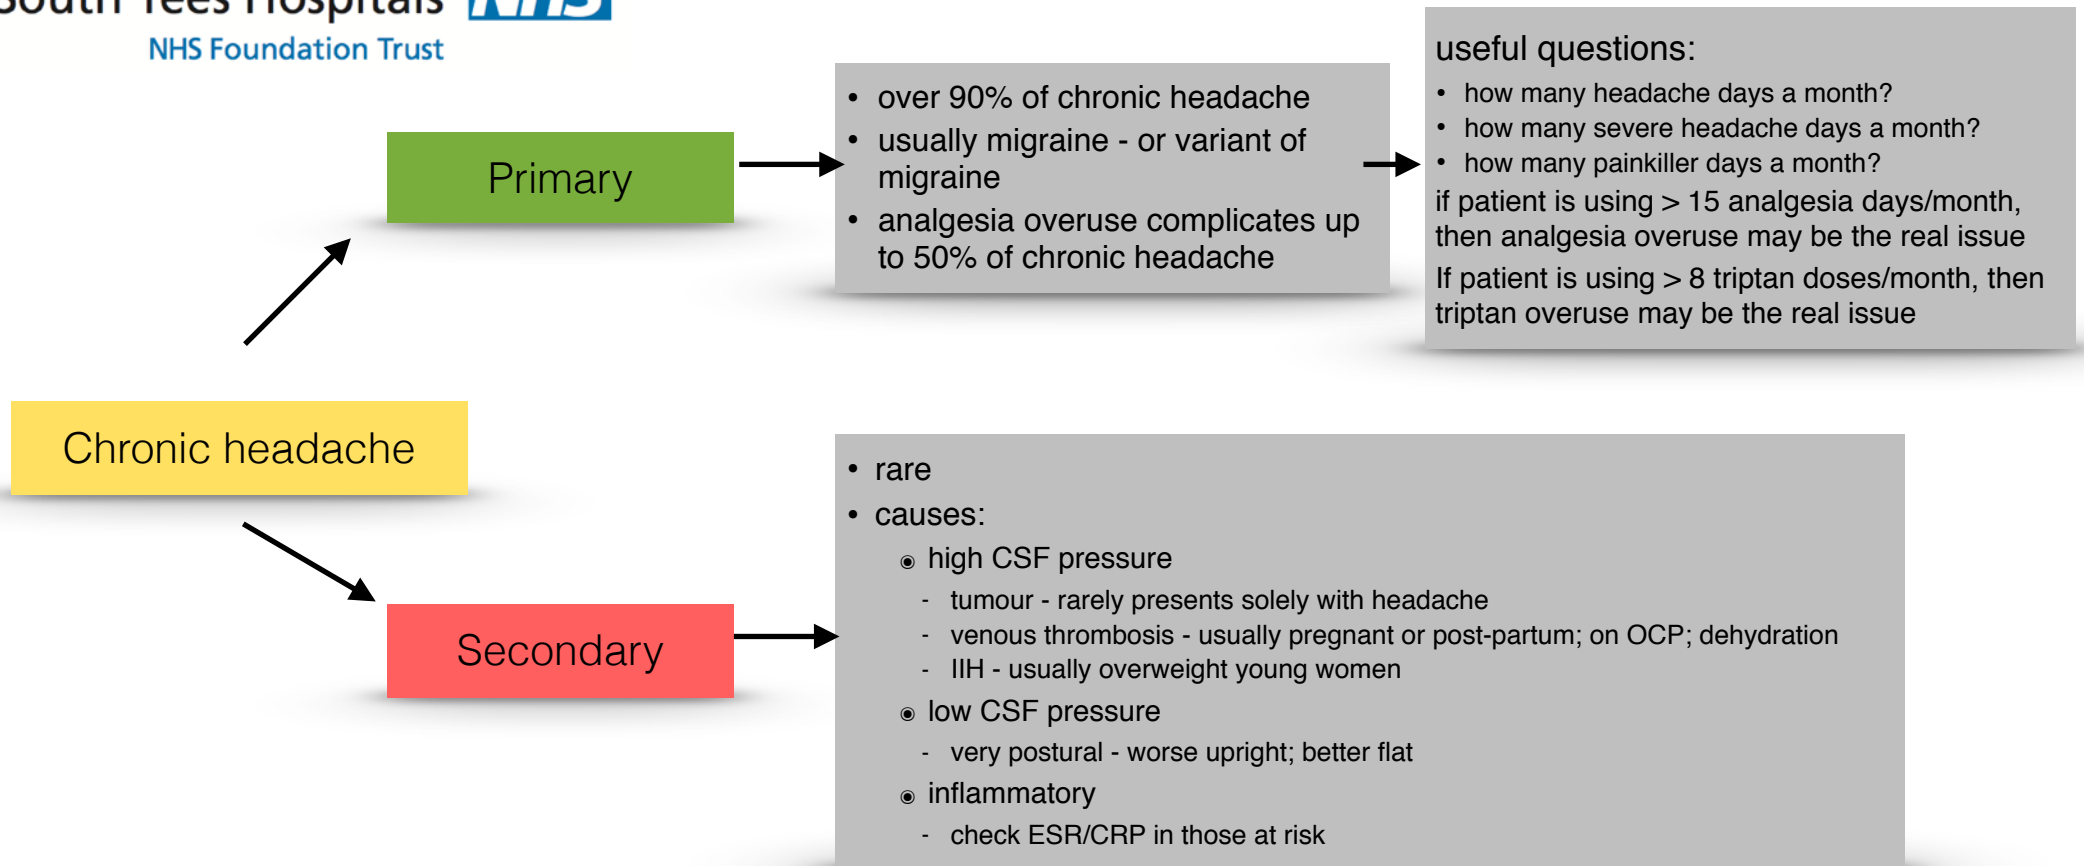 South Tees Hospitals NHS
NHS Foundation Trust
Primary
• over 90% of chronic headache
• usually migraine - or variant of
migraine
• analgesia overuse complicates up
to 50% of chronic headache
useful questions:
• how many headache days a month?
• how many severe headache days a month?
• how many painkiller days a month?
if patient is using > 15 analgesia days/month,
then analgesia overuse may be the real issue
If patient is using > 8 triptan doses/month, then
triptan overuse may be the real issue
Chronic headache
Secondary
• rare
• causes:
◉ high CSF pressure
- tumour - rarely presents solely with headache
- venous thrombosis - usually pregnant or post-partum; on OCP; dehydration
- IIH - usually overweight young women
◉ low CSF pressure
- very postural - worse upright; better flat
◉ inflammatory
- check ESR/CRP in those at risk